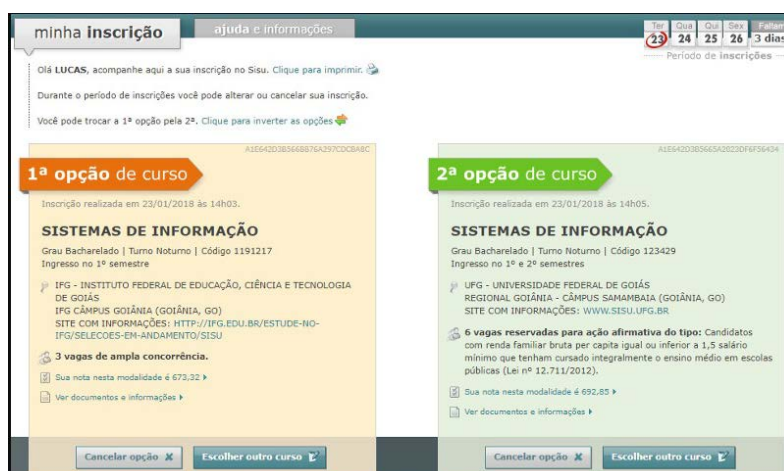 minha inscrição
ajuda e informações
Ter Qua Qui Sex Faltam
23 24 25 26 3 dias
Período de inscrições
Olá LUCAS, acompanhe aqui a sua inscrição no Sisu. Clique para imprimir.
Durante o período de inscrições você pode alterar ou cancelar sua inscrição.
Você pode trocar a 1ª opção pela 2ª. Clique para inverter as opções
1ª opção de curso
Inscrição realizada em 23/01/2018 às 14h03.
SISTEMAS DE INFORMAÇÃO
Grau Bacharelado | Turno Noturno | Código 1191217
Ingresso no 1º semestre
IFG - INSTITUTO FEDERAL DE EDUCAÇÃO, CIÊNCIA E TECNOLOGIA
DE GOIÁS
IFG CÂMPUS GOIÂNIA (GOIÂNIA, GO)
SITE COM INFORMAÇÕES: HTTP://IFG.EDU.BR/ESTUDE-NO-
IFG/SELECOES-EM-ANDAMENTO/SISU
3 vagas de ampla concorrência.
Sua nota nesta modalidade é 673,32
Ver documentos e informações
Cancelar opção
Escolher outro curso
2ª opção de curso
Inscrição realizada em 23/01/2018 às 14h05.
SISTEMAS DE INFORMAÇÃO
Grau Bacharelado | Turno Noturno | Código 123429
Ingresso no 1º e 2º semestres
UFG - UNIVERSIDADE FEDERAL DE GOIÁS
REGIONAL GOIÂNIA - CÂMPUS SAMAMBAIA (GOIÂNIA, GO)
SITE COM INFORMAÇÕES: WWW.SISU.UFG.BR
6 vagas reservadas para ação afirmativa do tipo: Candidatos
com renda familiar bruta per capita igual ou inferior a 1,5 salário
mínimo que tenham cursado integralmente o ensino médio em escolas
públicas (Lei nº 12.711/2012).
Sua nota nesta modalidade é 692,85
Ver documentos e informações
Cancelar opção
Escolher outro curso